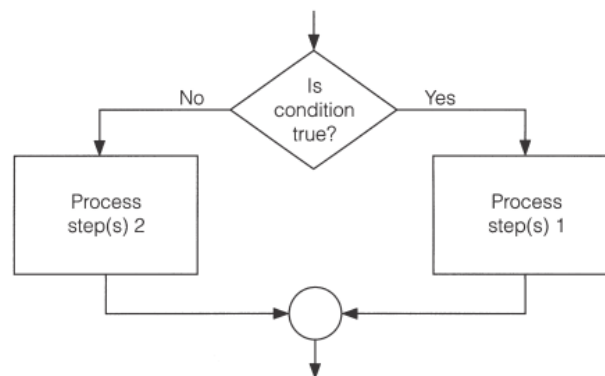 Is
condition
true?
No
Yes
Process
step(s) 2
Process
step(s) 1